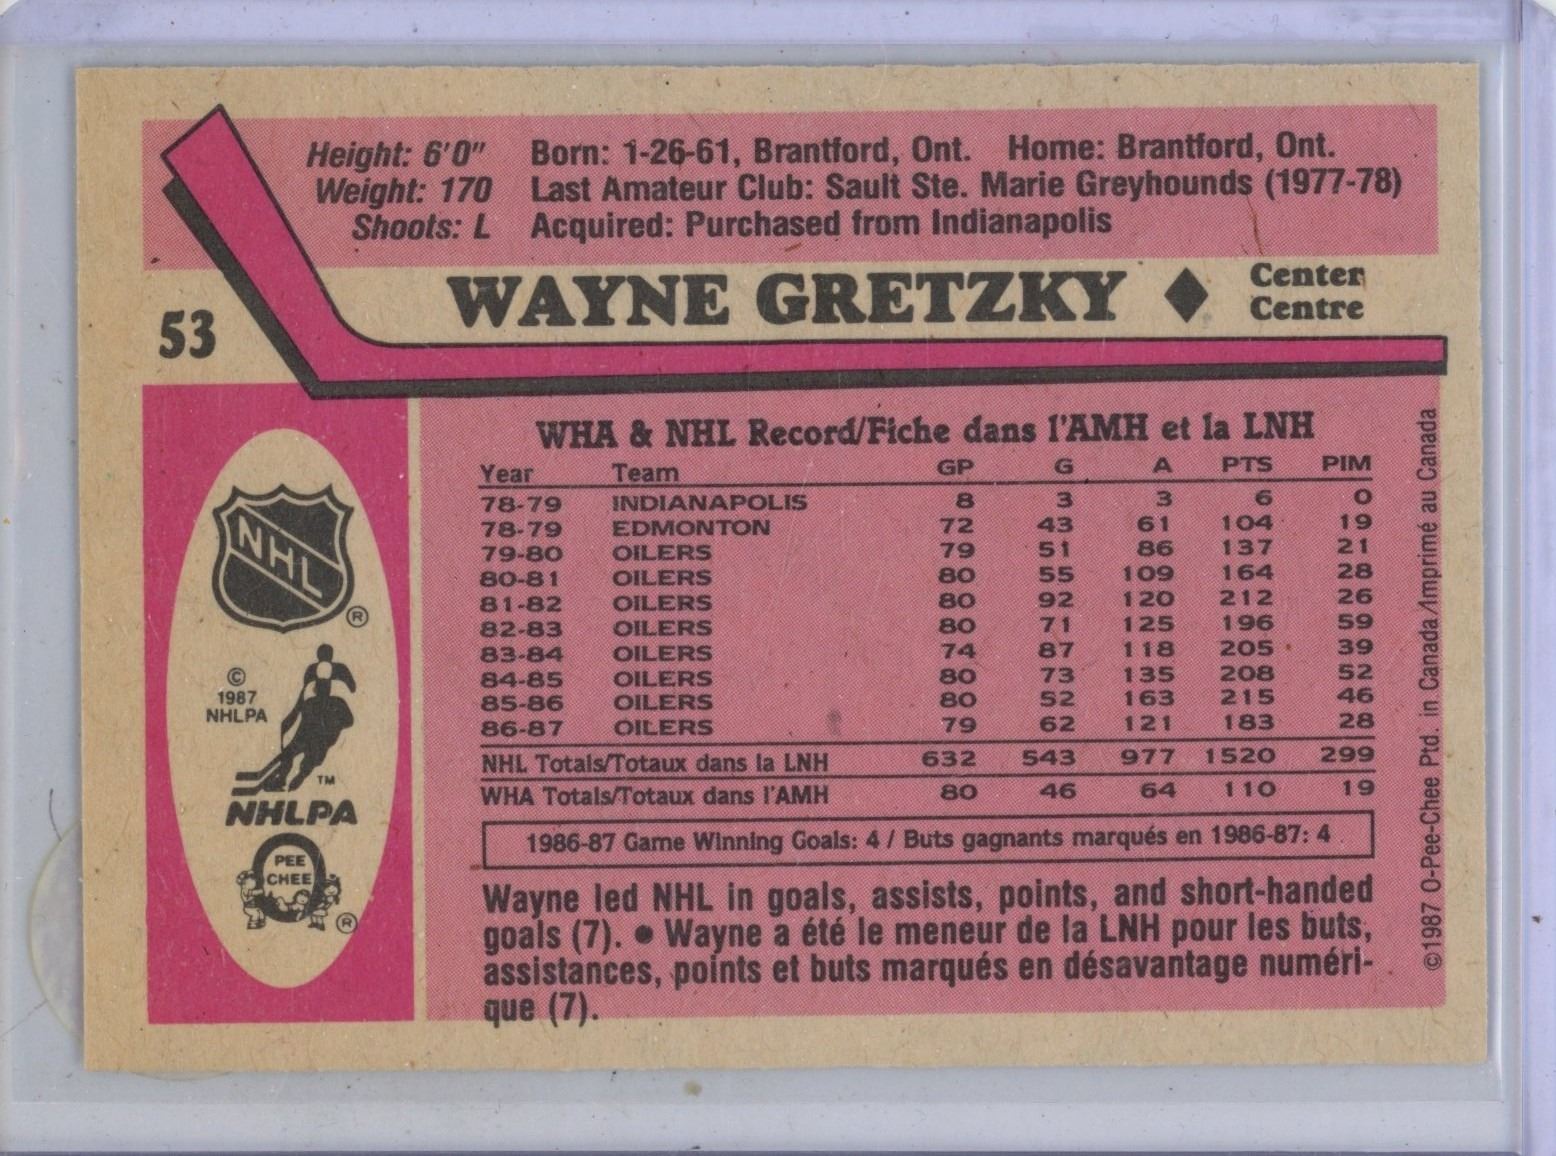 Height: 6'0" Born: 1-26-61, Brantford, Ont. Home: Brantford, Ont.
Weight: 170 Last Amateur Club: Sault Ste. Marie Greyhounds (1977-78)
Shoots: L Acquired: Purchased from Indianapolis
WAYNE GRETZKY ♦ Center
Centre
53
WHA & NHL Record/Fiche dans l'AMH et la LNH
Year Team GP G A PTS PIM
78-79 INDIANAPOLIS 8 3 3 6 0
78-79 EDMONTON 72 43 61 104 19
79-80 OILERS 79 51 86 137 21
80-81 OILERS 80 55 109 164 28
81-82 OILERS 80 92 120 212 26
82-83 OILERS 80 71 125 196 59
83-84 OILERS 74 87 118 205 39
84-85 OILERS 80 73 135 208 52
85-86 OILERS 80 52 163 215 46
86-87 OILERS 79 62 121 183 28
NHL Totals/Totaux dans la LNH 632 543 977 1520 299
WHA Totals/Totaux dans l'AMH 80 46 64 110 19
1986-87 Game Winning Goals: 4 / Buts gagnants marqués en 1986-87: 4
Wayne led NHL in goals, assists, points, and short-handed
goals (7). ● Wayne a été le meneur de la LNH pour les buts,
assistances, points et buts marqués en désavantage numéri-
que (7).
NHL
®
©
1987
NHLPA
TM
NHLPA
O
PEE
CHEE
®
©1987 O-Pee-Chee Ptd. in Canada/Imprimé au Canada